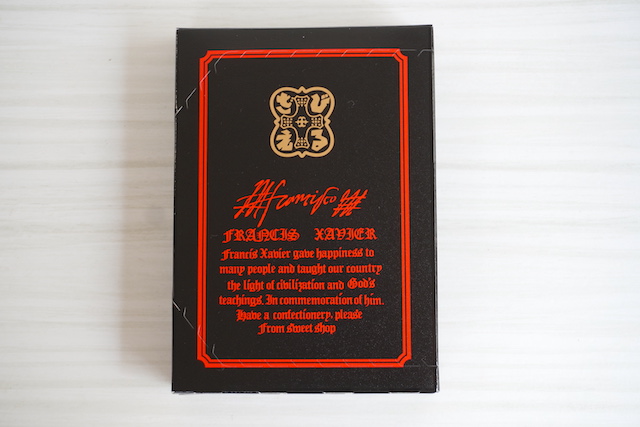 Francisco
FRANCIS XAVIER
Francis Xavier gave happiness to
many people and taught our country
the light of civilization and God's
teachings. In commemoration of him.
Have a confectionery, please
From sweet shop